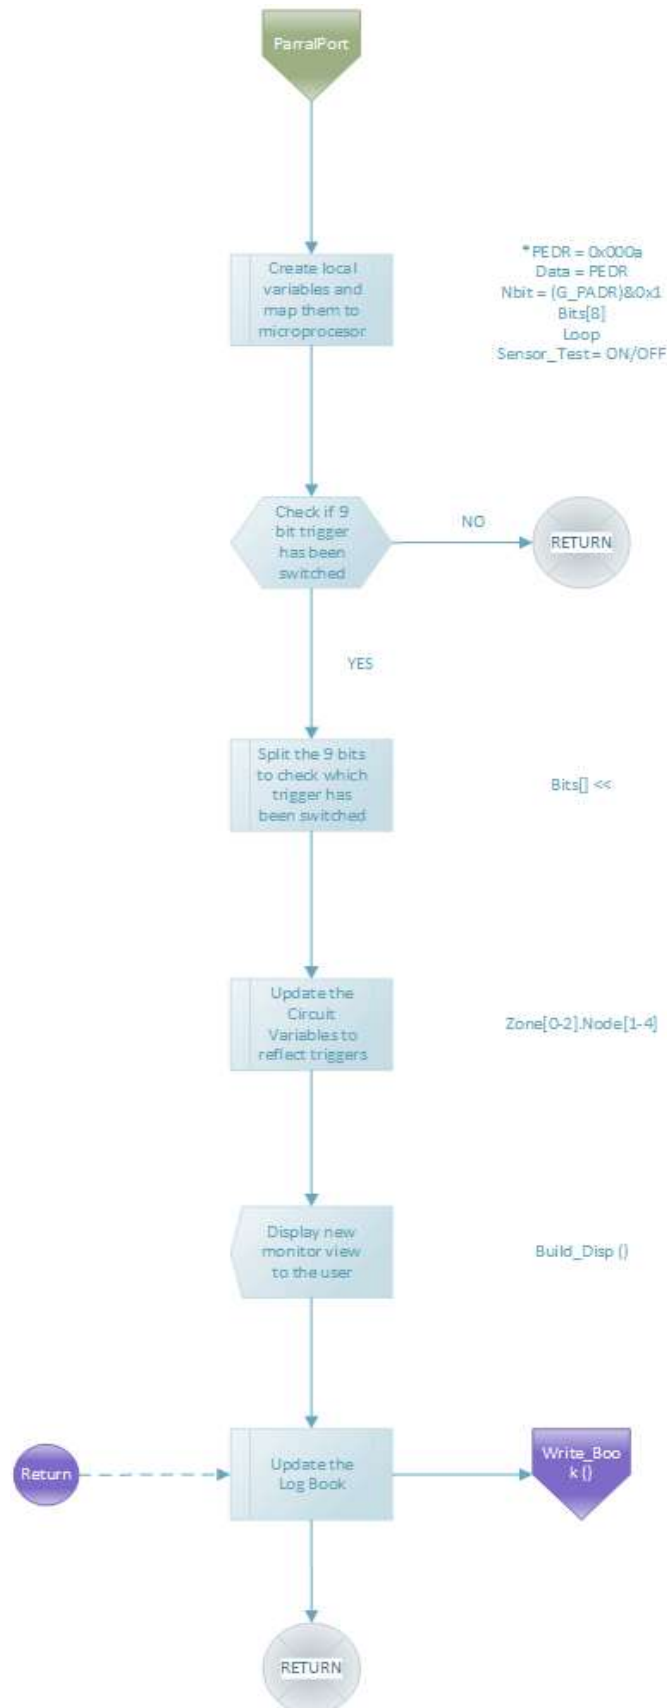 ParralPort
Create local
variables and
map them to
microprocesor
*PEDR = 0x000a
Data = PEDR
Nbit = (G_PADR)&0x1
Bits[8]
Loop
Sensor_Test = ON/OFF
Check if 9
bit trigger
has been
switched
NO
RETURN
YES
Split the 9 bits
to check which
trigger has
been switched
Bits[] <<
Update the
Circuit
Variables to
reflect triggers
Zone[0-2].Node[1-4]
Display new
monitor view
to the user
Build_Disp ()
Return
Update the
Log Book
Write_Boo
k ()
RETURN